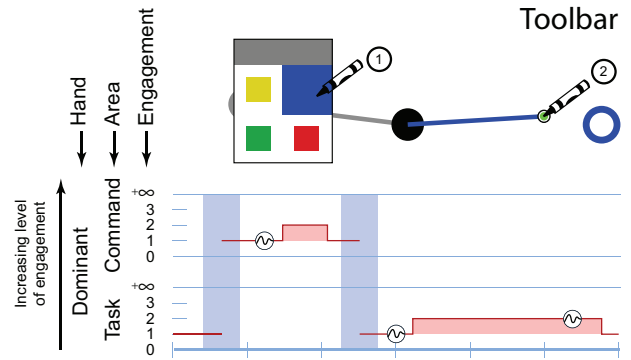 Toolbar
Hand
Area
Engagement
1
2
Increasing level
of engagement
Dominant
Command
+∞
3
2
1
0
Task
+∞
3
2
1
0